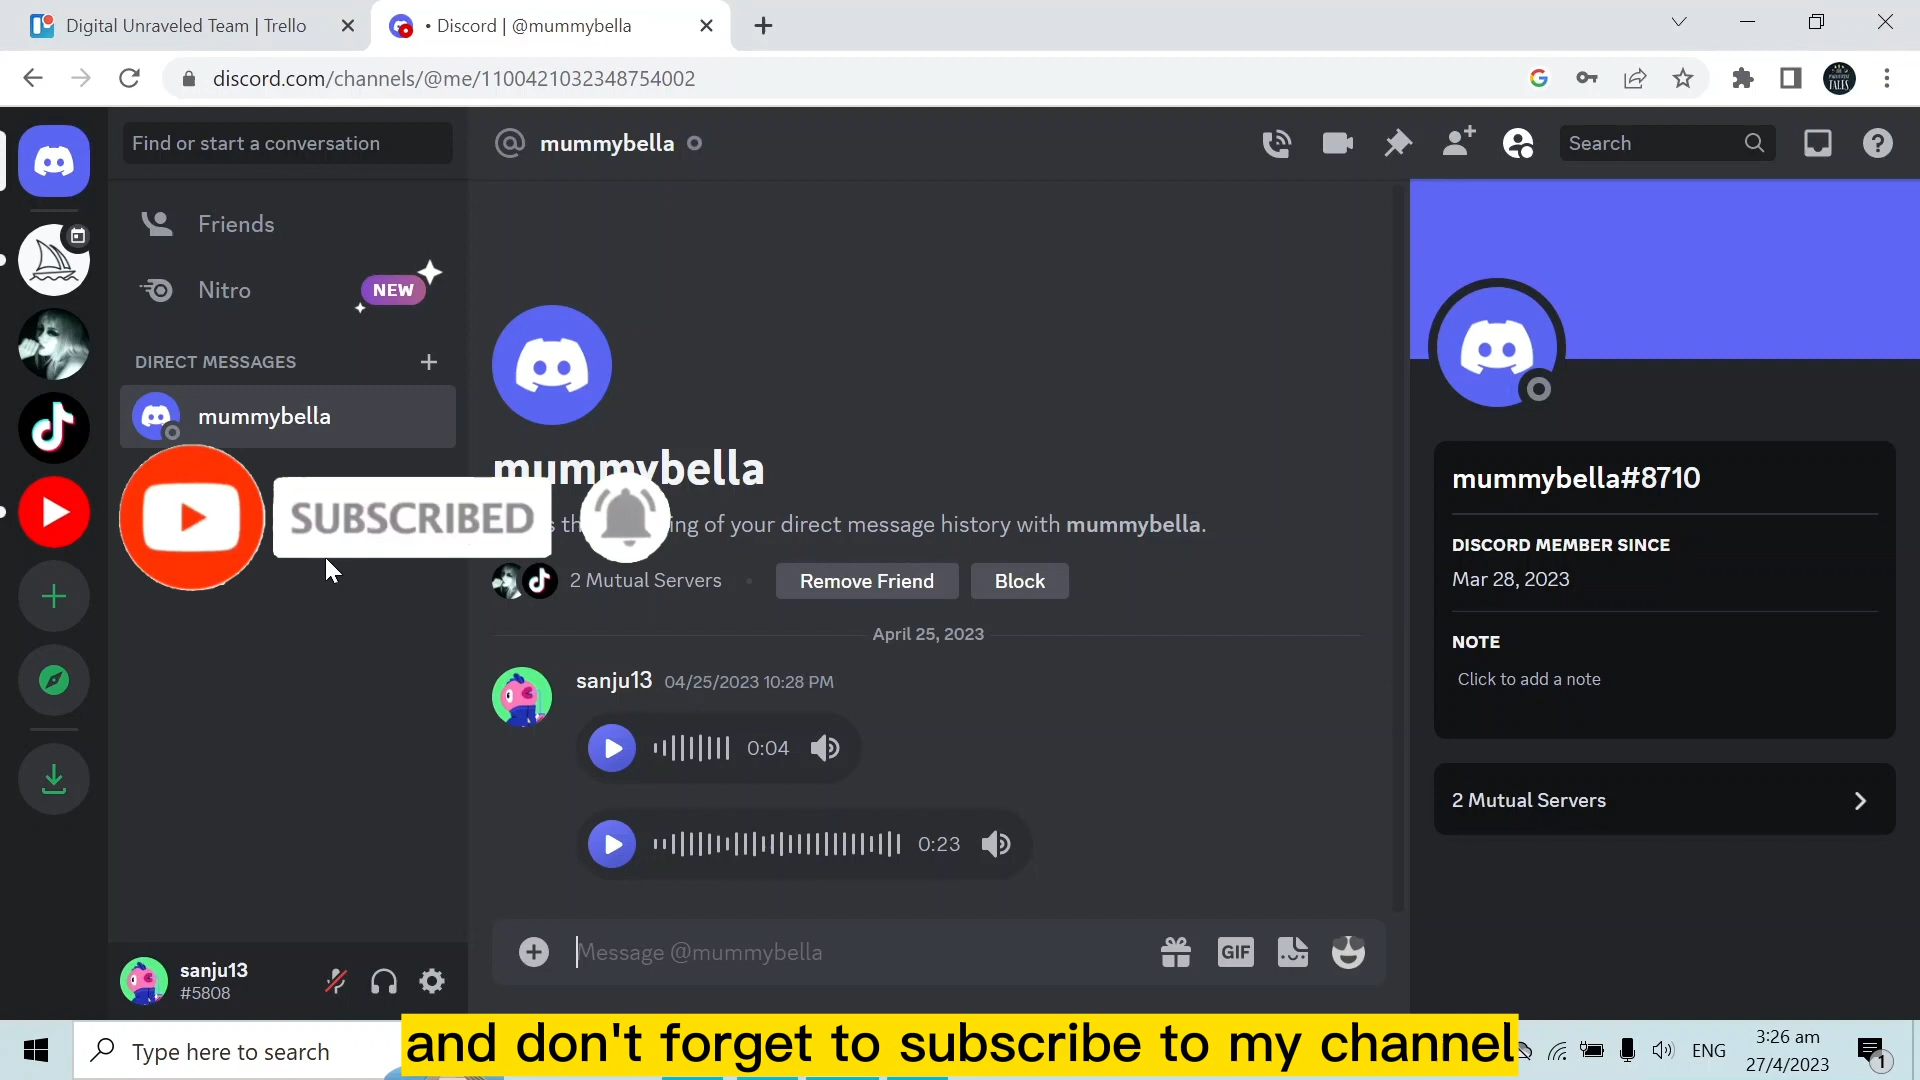 Digital Unraveled Team | Trello
• Discord | @mummybella
discord.com/channels/@me/1100421032348754002
Find or start a conversation
mummybella
Search
Friends
Nitro
NEW
DIRECT MESSAGES
mummybella
mummybella
SUBSCRIBED
ing of your direct message history with mummybella.
2 Mutual Servers
Remove Friend
Block
April 25, 2023
sanju13 04/25/2023 10:28 PM
0:04
0:23
Message @mummybella
GIF
mummybella#8710
DISCORD MEMBER SINCE
Mar 28, 2023
NOTE
Click to add a note
2 Mutual Servers
sanju13
#5808
and don't forget to subscribe to my channel
Type here to search
ENG
3:26 am
27/4/2023
1